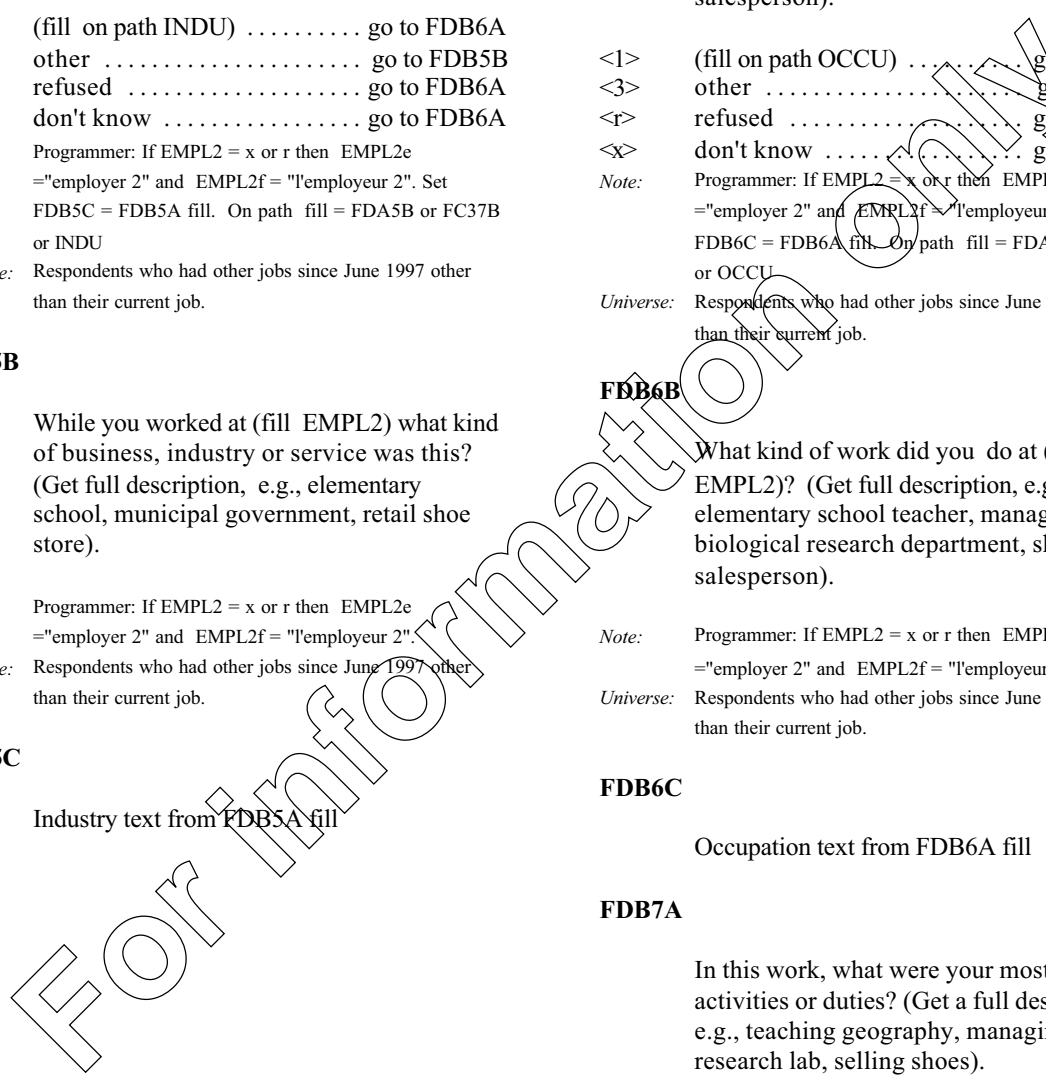 (fill on path INDU) .......... go to FDB6A
other ...................... go to FDB5B
refused .................... go to FDB6A
don't know ................. go to FDB6A
Programmer: If EMPL2 = x or r then EMPL2e
="employer 2" and EMPL2f = "l'employeur 2". Set
FDB5C = FDB5A fill. On path fill = FDA5B or FC37B
or INDU
e: Respondents who had other jobs since June 1997 other
than their current job.
5B
While you worked at (fill EMPL2) what kind
of business, industry or service was this?
(Get full description, e.g., elementary
school, municipal government, retail shoe
store).
Programmer: If EMPL2 = x or r then EMPL2e
="employer 2" and EMPL2f = "l'employeur 2".
e: Respondents who had other jobs since June 1997 other
than their current job.
5C
Industry text from FDB5A fill
salesperson).
<1> (fill on path OCCU) .......... g
<3> other ...................... g
<r> refused .................... g
<x> don't know ................. g
Note: Programmer: If EMPL2 = x or r then EMPL
="employer 2" and EMPL2f = "l'employeur
FDB6C = FDB6A fill. On path fill = FDA
or OCCU
Universe: Respondents who had other jobs since June
than their current job.
FDB6B
What kind of work did you do at (
EMPL2)? (Get full description, e.g
elementary school teacher, manag
biological research department, sh
salesperson).
Note: Programmer: If EMPL2 = x or r then EMPL
="employer 2" and EMPL2f = "l'employeur
Universe: Respondents who had other jobs since June
than their current job.
FDB6C
Occupation text from FDB6A fill
FDB7A
In this work, what were your most
activities or duties? (Get a full des
e.g., teaching geography, managi
research lab, selling shoes).
For information only